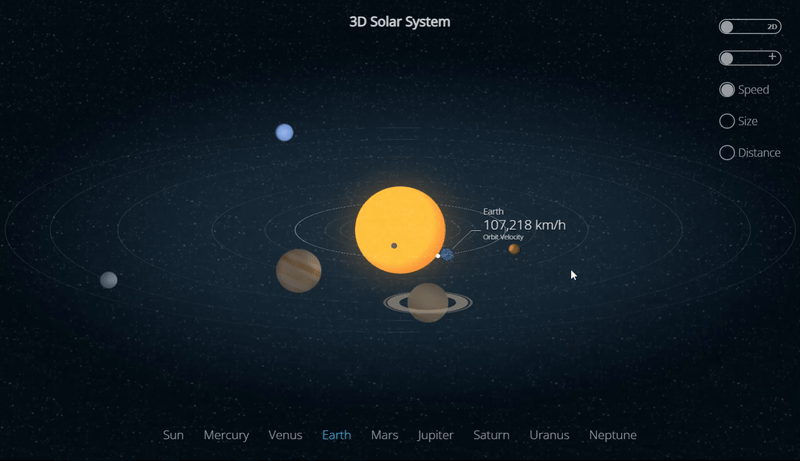 3D Solar System
2D
+
Speed
Size
Distance
Earth
107,218 km/h
Orbit Velocity
Sun Mercury Venus Earth Mars Jupiter Saturn Uranus Neptune